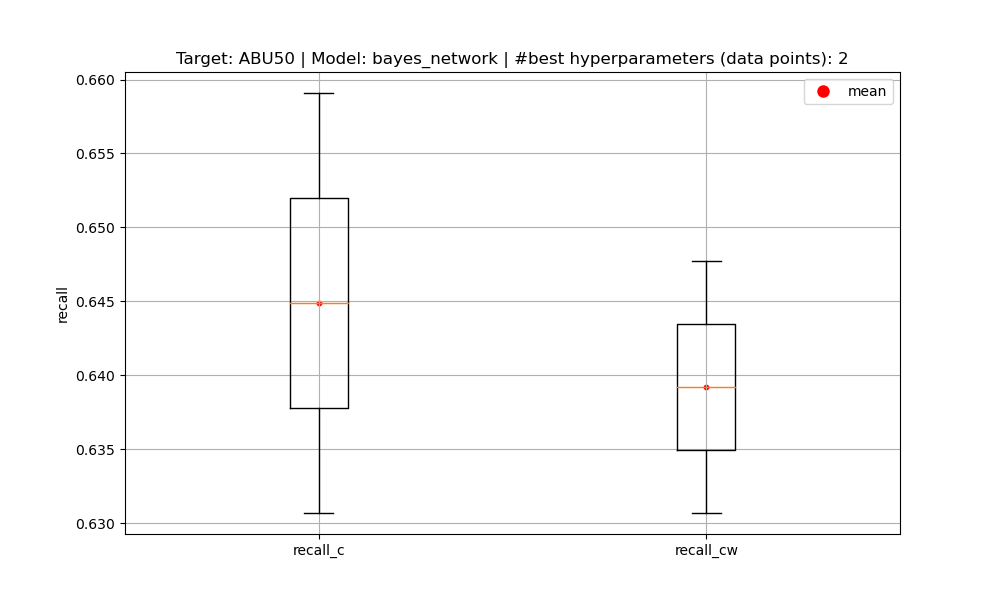 Target: ABU50 | Model: bayes_network | #best hyperparameters (data points): 2
mean
0.660
0.655
0.650
0.645
0.640
0.635
0.630
recall
recall_c
recall_cw